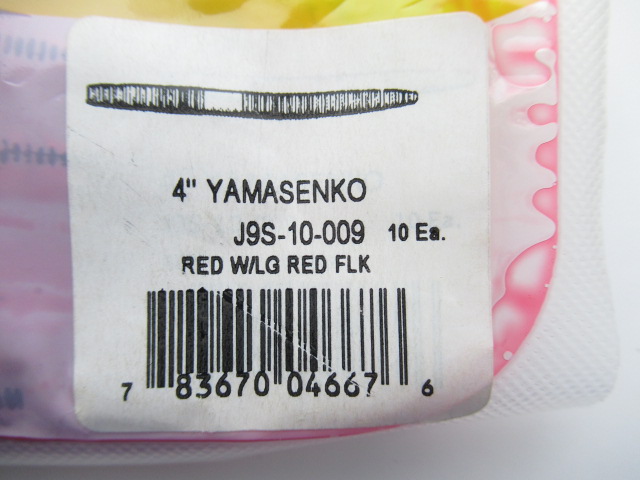 4" YAMASENKO
J9S-10-009 10 Ea.
RED W/LG RED FLK
7 83670 04667 6